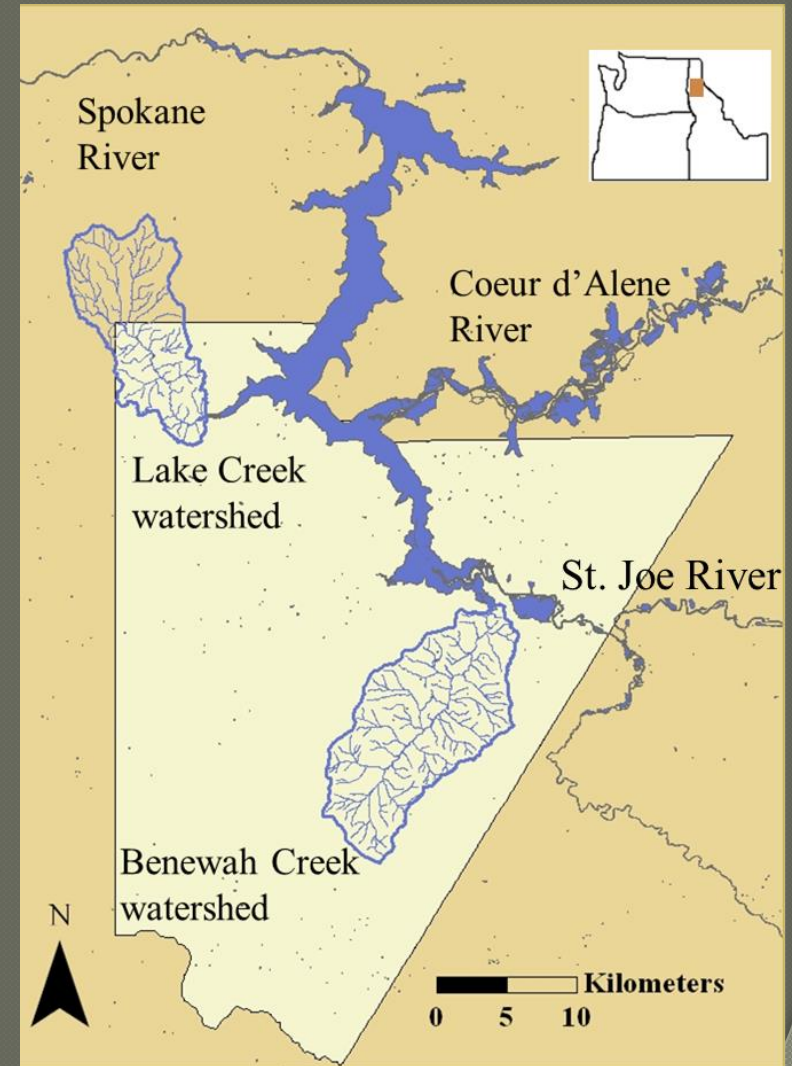 Spokane
River
Coeur d’Alene
River
Lake Creek
watershed
St. Joe River
Benewah Creek
watershed
N
Kilometers
0 5 10